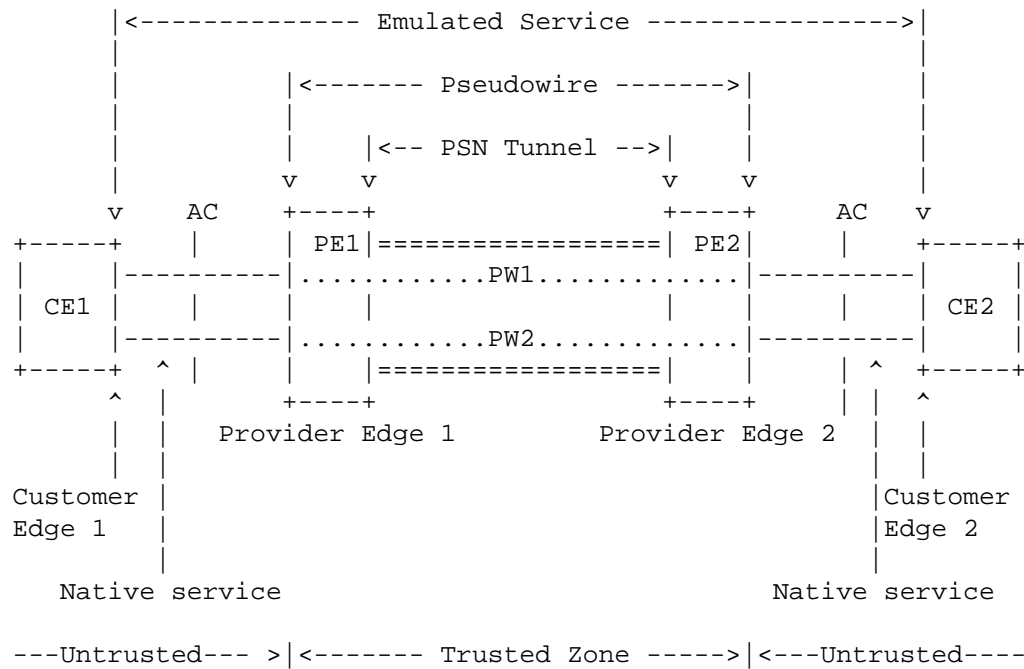 |<-------------- Emulated Service ---------------->|
|<------- Pseudowire ------->|
|<-- PSN Tunnel -->|
v v v v
v AC +----+ +----+ AC v
+-----+ | | PE1|==================| PE2| | +-----+
| |----------|............PW1.............|----------| |
| CE1 | | | | | | | | CE2 |
| |----------|............PW2.............|----------| |
+-----+ ^ | | |==================| | | ^ +-----+
^ | +----+ +----+ | | ^
| | Provider Edge 1 Provider Edge 2 | |
Customer | |Customer
Edge 1 | |Edge 2
Native service Native service
---Untrusted--- >|<------- Trusted Zone ----->|<---Untrusted----